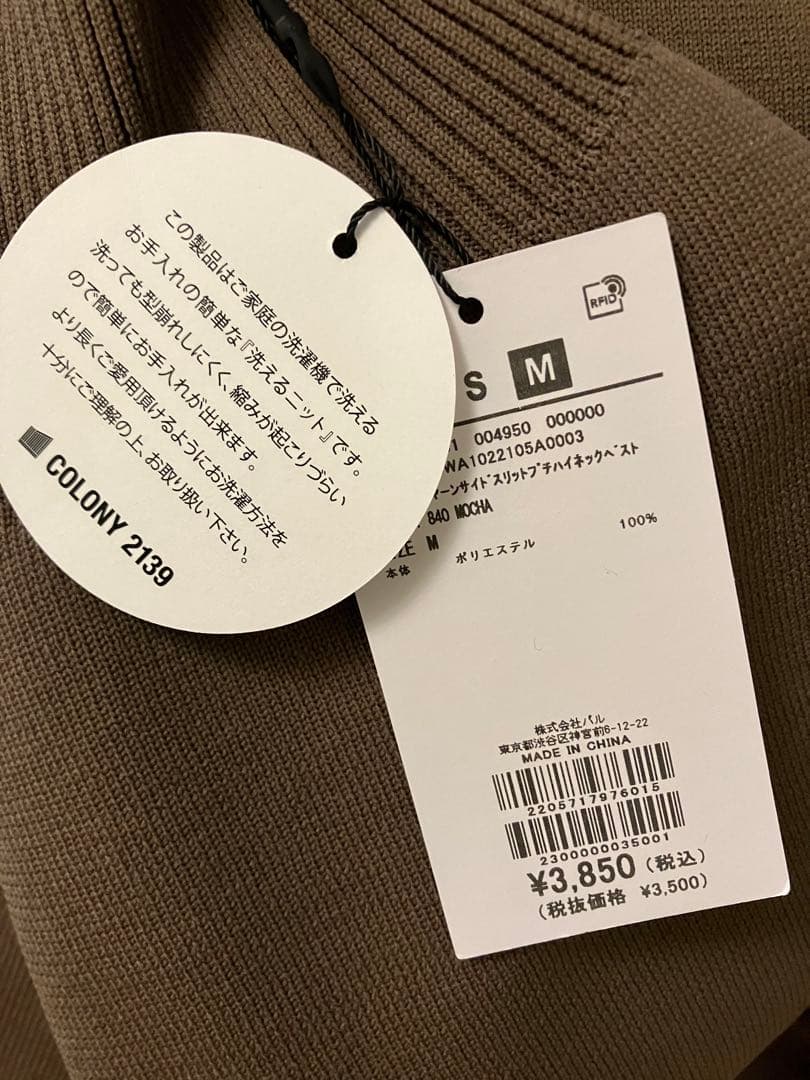 この製品はご家庭の洗濯機で洗える
お手入れの簡単な『洗えるニット』です。
洗っても型崩れしにくく、縮みが起こりづらい
ので簡単にお手入れが出来ます。
より長くご愛用頂けるようにお洗濯方法を
十分にご理解の上、お取り扱い下さい。
COLONY 2139
RFID
S M
1 004950 000000
WA1022105A0003
ーンサイドスリットプチハイネックベスト
840 MOCHA
M
本体 ポリエステル 100%
株式会社パル
東京都渋谷区神宮前6-12-22
MADE IN CHINA
2205717976015
2300000035001
¥3,850 (税込)
(税抜価格 ¥3,500)